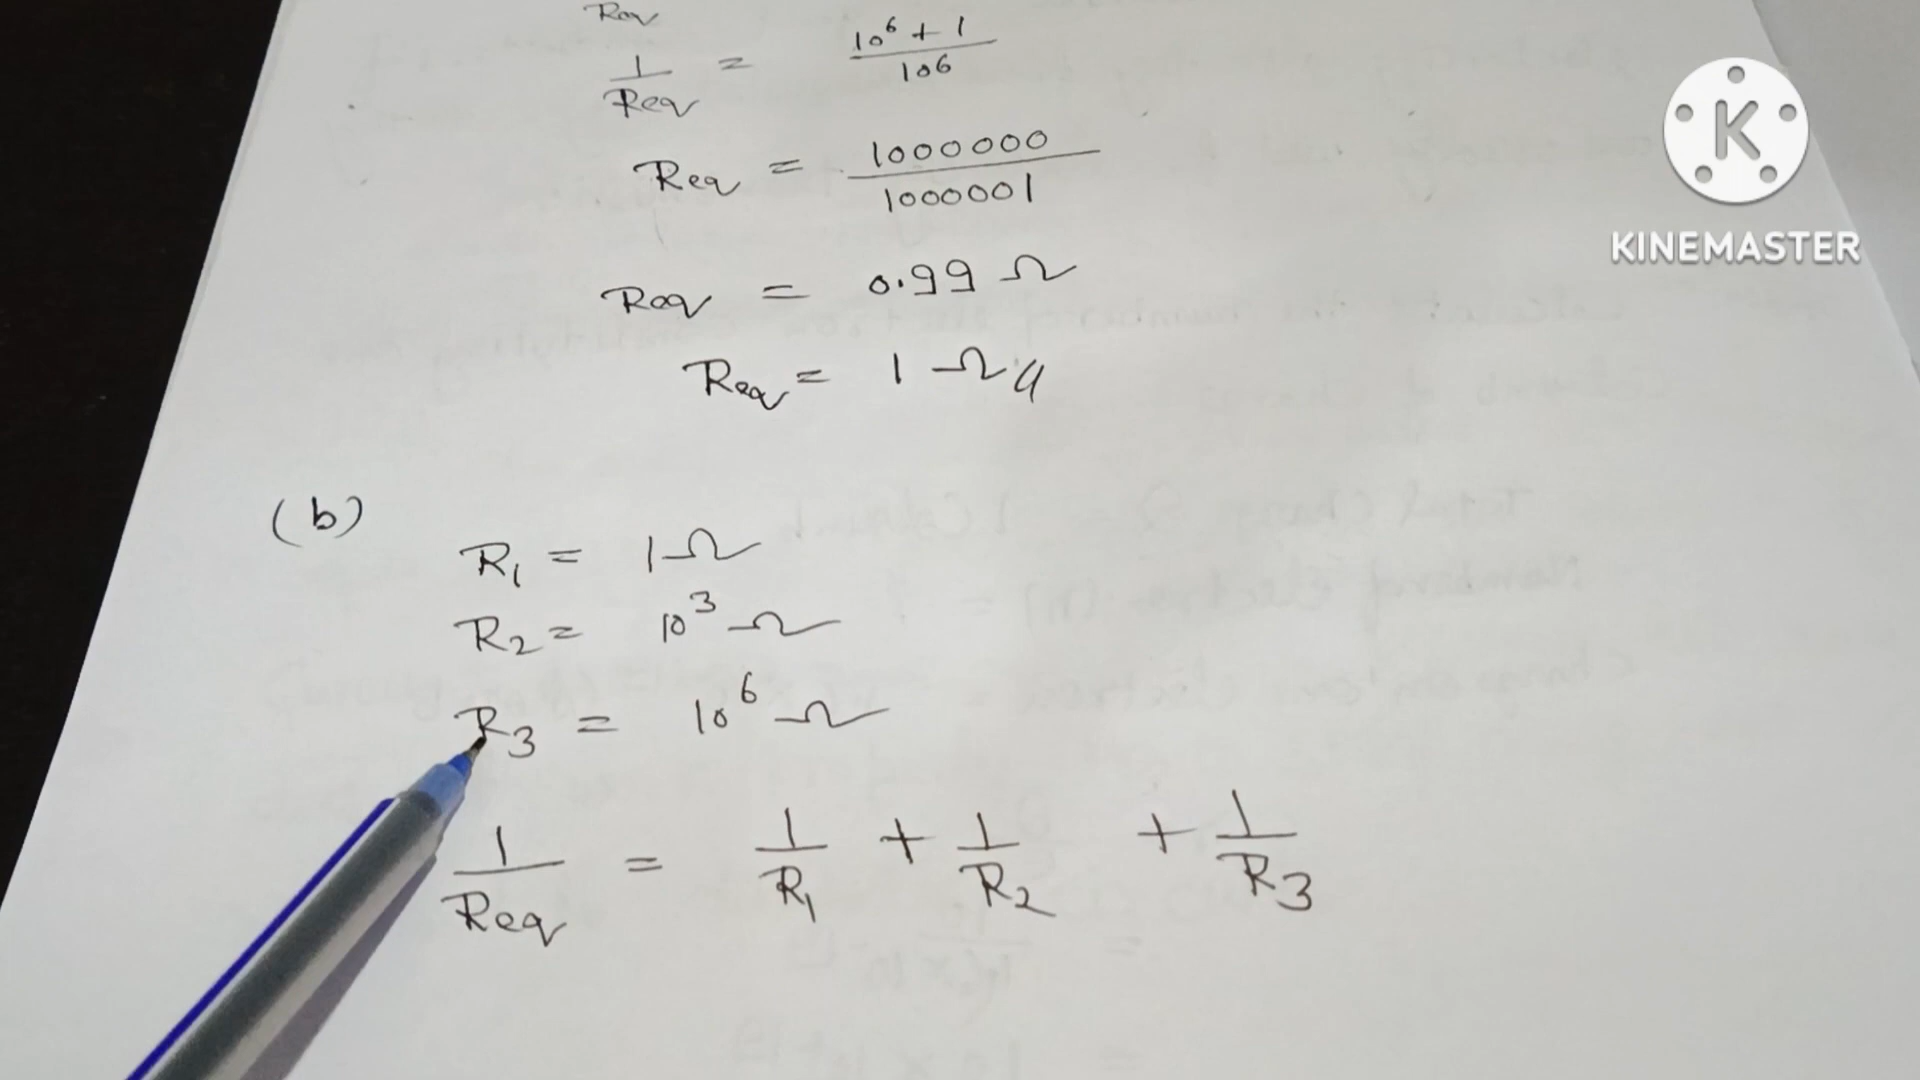 Req
1/Req = 10⁶ + 1 / 10⁶
Req = 1000000 / 1000001
Req = 0.99 Ω
Req = 1 Ω
(b)
R₁ = 1 Ω
R₂ = 10³ Ω
R₃ = 10⁶ Ω
1/Req = 1/R₁ + 1/R₂ + 1/R₃
K
KINEMASTER